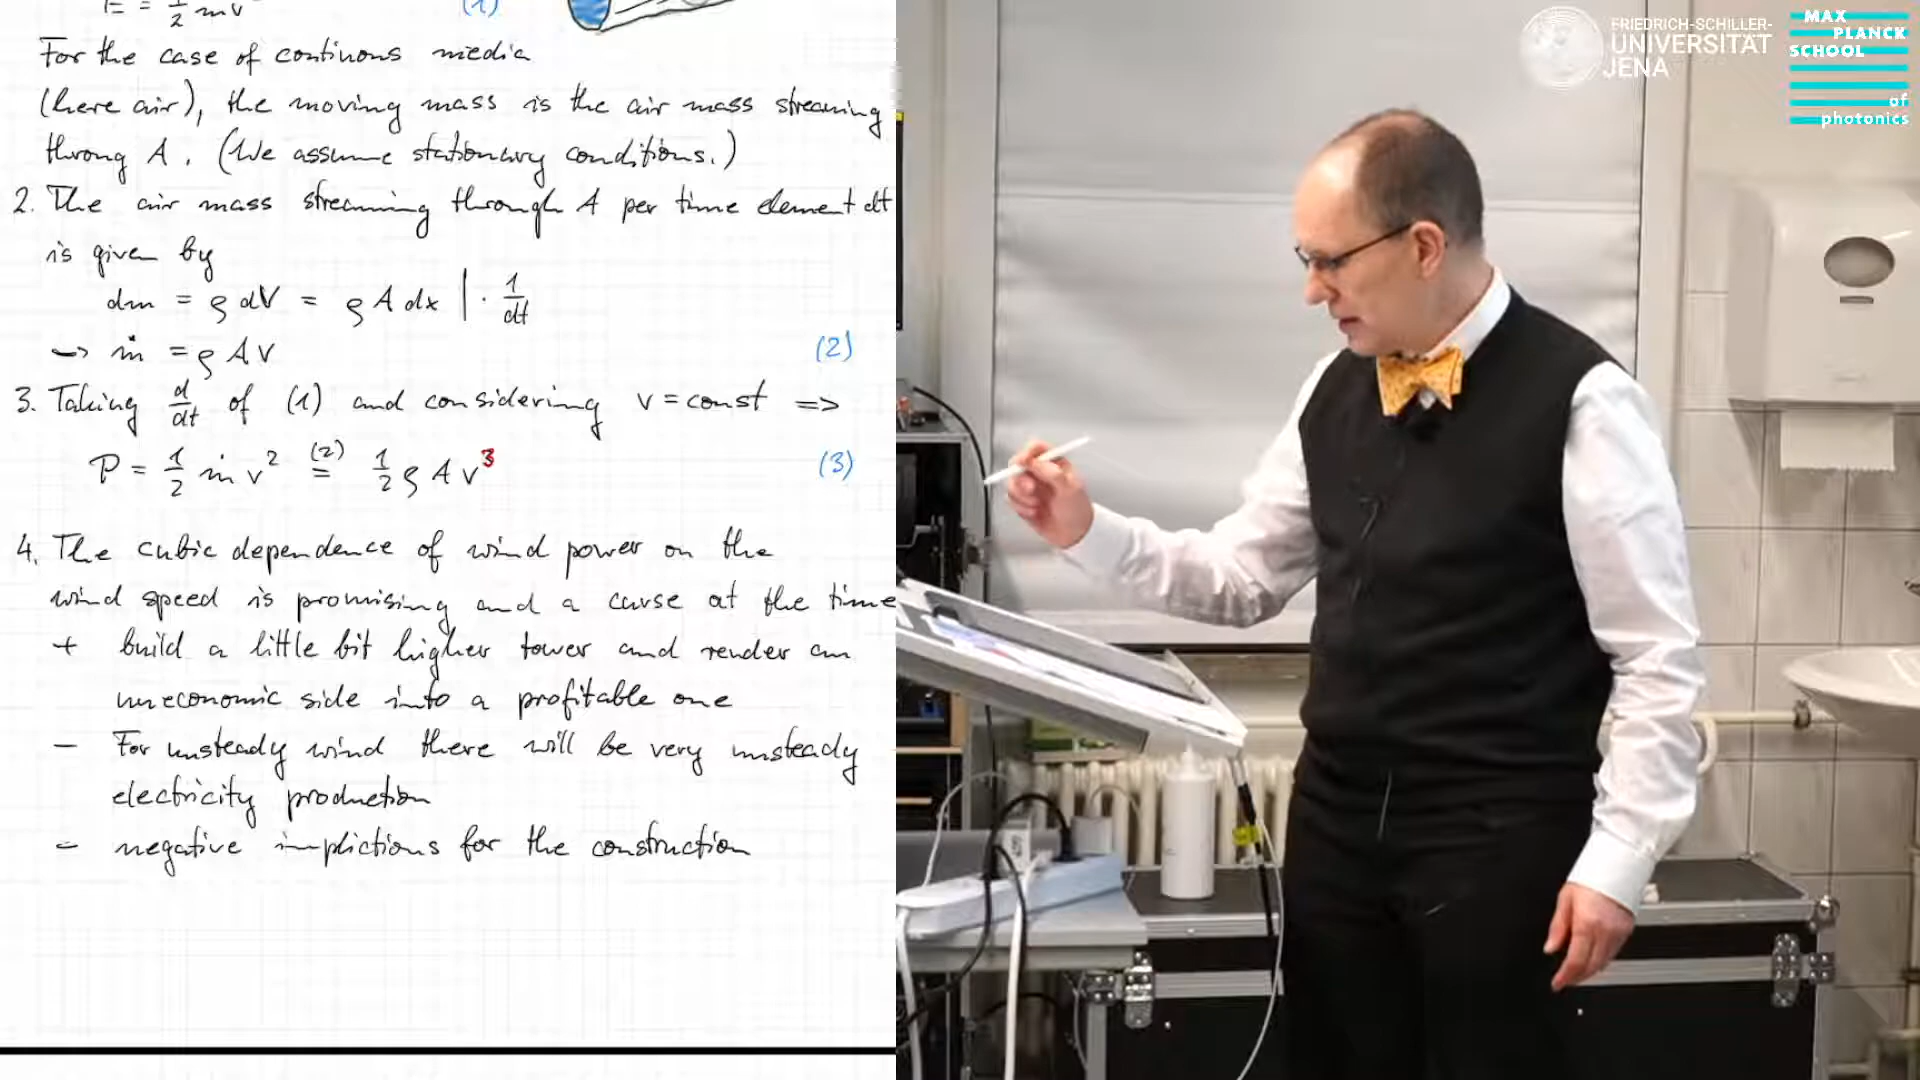 E = 1/2 mv (1)
For the case of continous media
(here air), the moving mass is the air mass streaming
throug A. (We assume stationary conditions.)
2. The air mass streaming through A per time element dt
is given by
dm = ρ dV = ρ A dx | · 1/dt
→ ṁ = ρ A v (2)
3. Taking d/dt of (1) and considering v = const =>
P = 1/2 ṁ v² (2)= 1/2 ρ A v³ (3)
4. The cubic dependence of wind power on the
wind speed is promising and a curse at the time
+ build a little bit higher tower and render an
uneconomic side into a profitable one
− For unsteady wind there will be very unsteady
electricity production
− negative implictions for the construction
FRIEDRICH-SCHILLER-
UNIVERSITÄT
JENA
MAX
PLANCK
SCHOOL
of
photonics